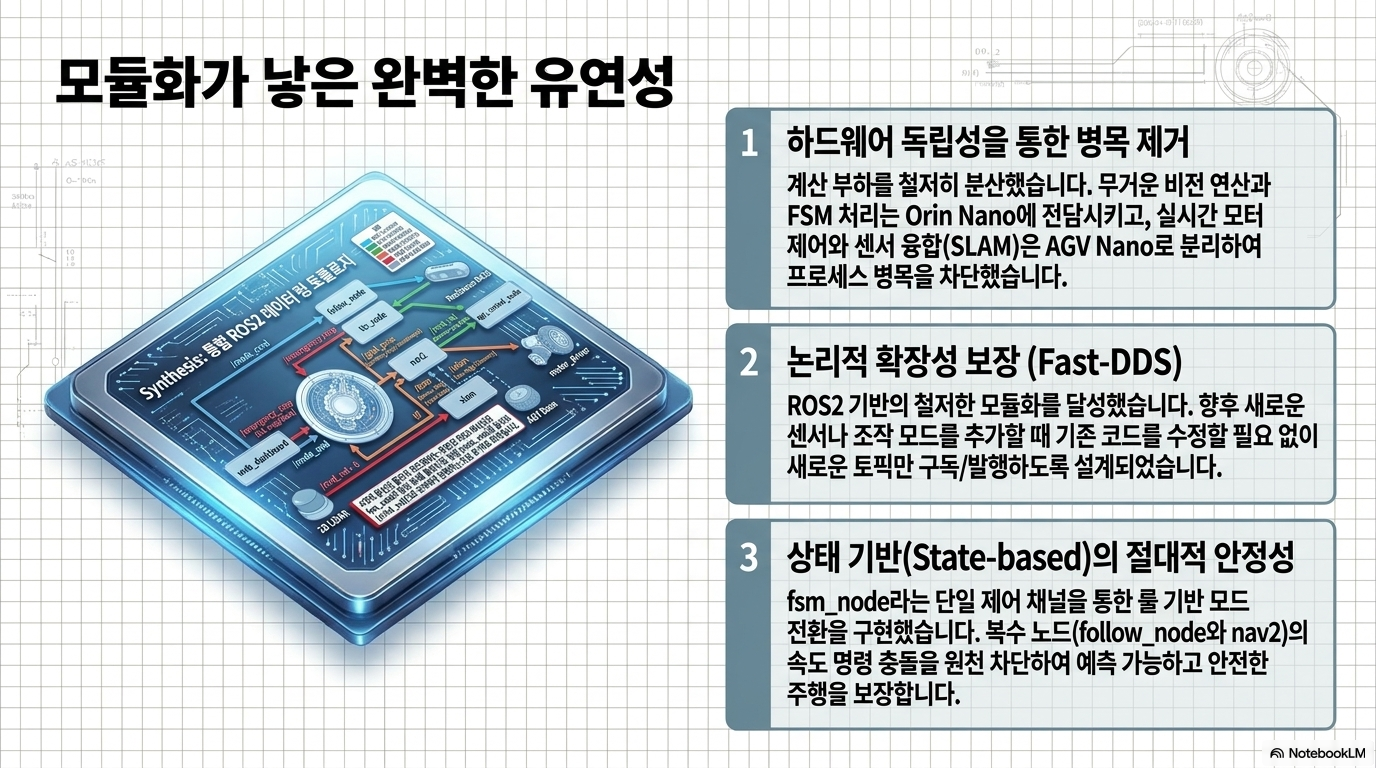 모듈화가 낳은 완벽한 유연성
1
하드웨어 독립성을 통한 병목 제거
계산 부하를 철저히 분산했습니다. 무거운 비전 연산과
FSM 처리는 Orin Nano에 전담시키고, 실시간 모터
제어와 센서 융합(SLAM)은 AGV Nano로 분리하여
프로세스 병목을 차단했습니다.
2
논리적 확장성 보장 (Fast-DDS)
ROS2 기반의 철저한 모듈화를 달성했습니다. 향후 새로운
센서나 조작 모드를 추가할 때 기존 코드를 수정할 필요 없이
새로운 토픽만 구독/발행하도록 설계되었습니다.
3
상태 기반(State-based)의 절대적 안정성
fsm_node라는 단일 제어 채널을 통한 룰 기반 모드
전환을 구현했습니다. 복수 노드(follow_node와 nav2)의
속도 명령 충돌을 원천 차단하여 예측 가능하고 안전한
주행을 보장합니다.
Synthesis: 통합 ROS2 데이터
slam
AGV Base
NotebookLM